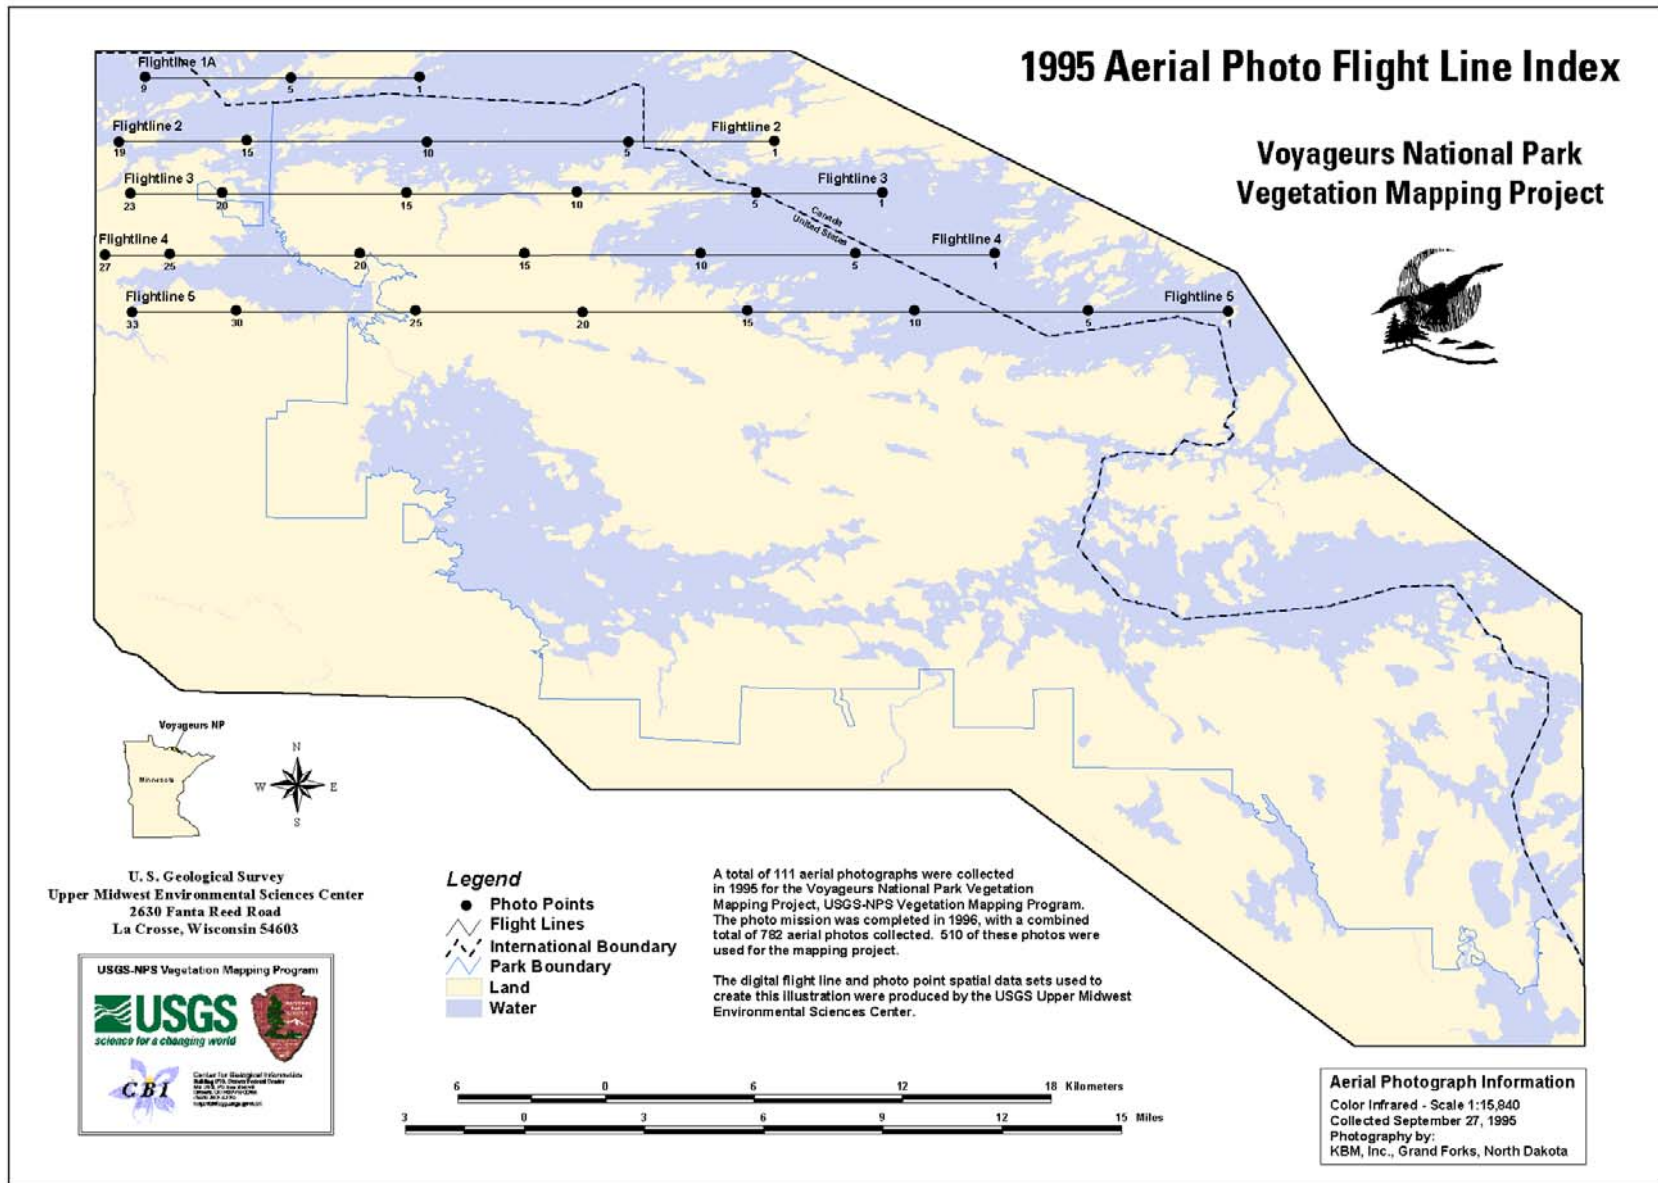 1995 Aerial Photo Flight Line Index
Voyageurs National Park
Vegetation Mapping Project
Flightline 1A
9 5 1
Flightline 2 Flightline 2
19 15 10 5 1
Flightline 3 Flightline 3
23 20 15 10 5 1
Canada
United States
Flightline 4 Flightline 4
27 25 20 15 10 5 1
Flightline 5 Flightline 5
33 30 25 20 15 10 5 1
Voyageurs NP
Minnesota
N
W E
S
U. S. Geological Survey
Upper Midwest Environmental Sciences Center
2630 Fanta Reed Road
La Crosse, Wisconsin 54603
USGS-NPS Vegetation Mapping Program
USGS
science for a changing world
CBI
Center for Biological Informatics
Legend
Photo Points
Flight Lines
International Boundary
Park Boundary
Land
Water
A total of 111 aerial photographs were collected
in 1995 for the Voyageurs National Park Vegetation
Mapping Project, USGS-NPS Vegetation Mapping Program.
The photo mission was completed in 1996, with a combined
total of 782 aerial photos collected. 510 of these photos were
used for the mapping project.
The digital flight line and photo point spatial data sets used to
create this illustration were produced by the USGS Upper Midwest
Environmental Sciences Center.
6 0 6 12 18 Kilometers
3 0 3 6 9 12 15 Miles
Aerial Photograph Information
Color Infrared - Scale 1:15,840
Collected September 27, 1995
Photography by:
KBM, Inc., Grand Forks, North Dakota